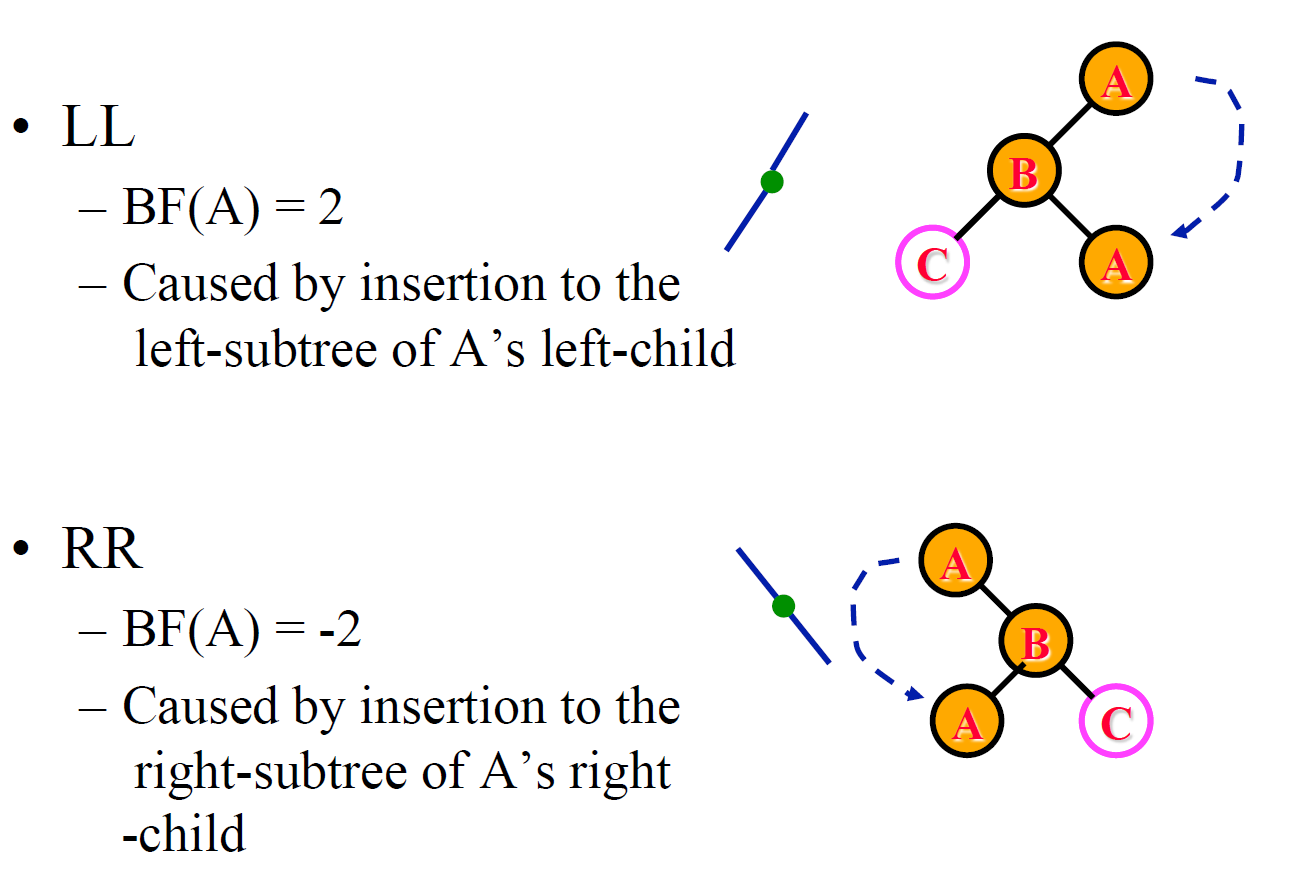 • LL
– BF(A) = 2
– Caused by insertion to the
left-subtree of A’s left-child
A
B
C
A
• RR
– BF(A) = -2
– Caused by insertion to the
right-subtree of A’s right
-child
A
B
A
C